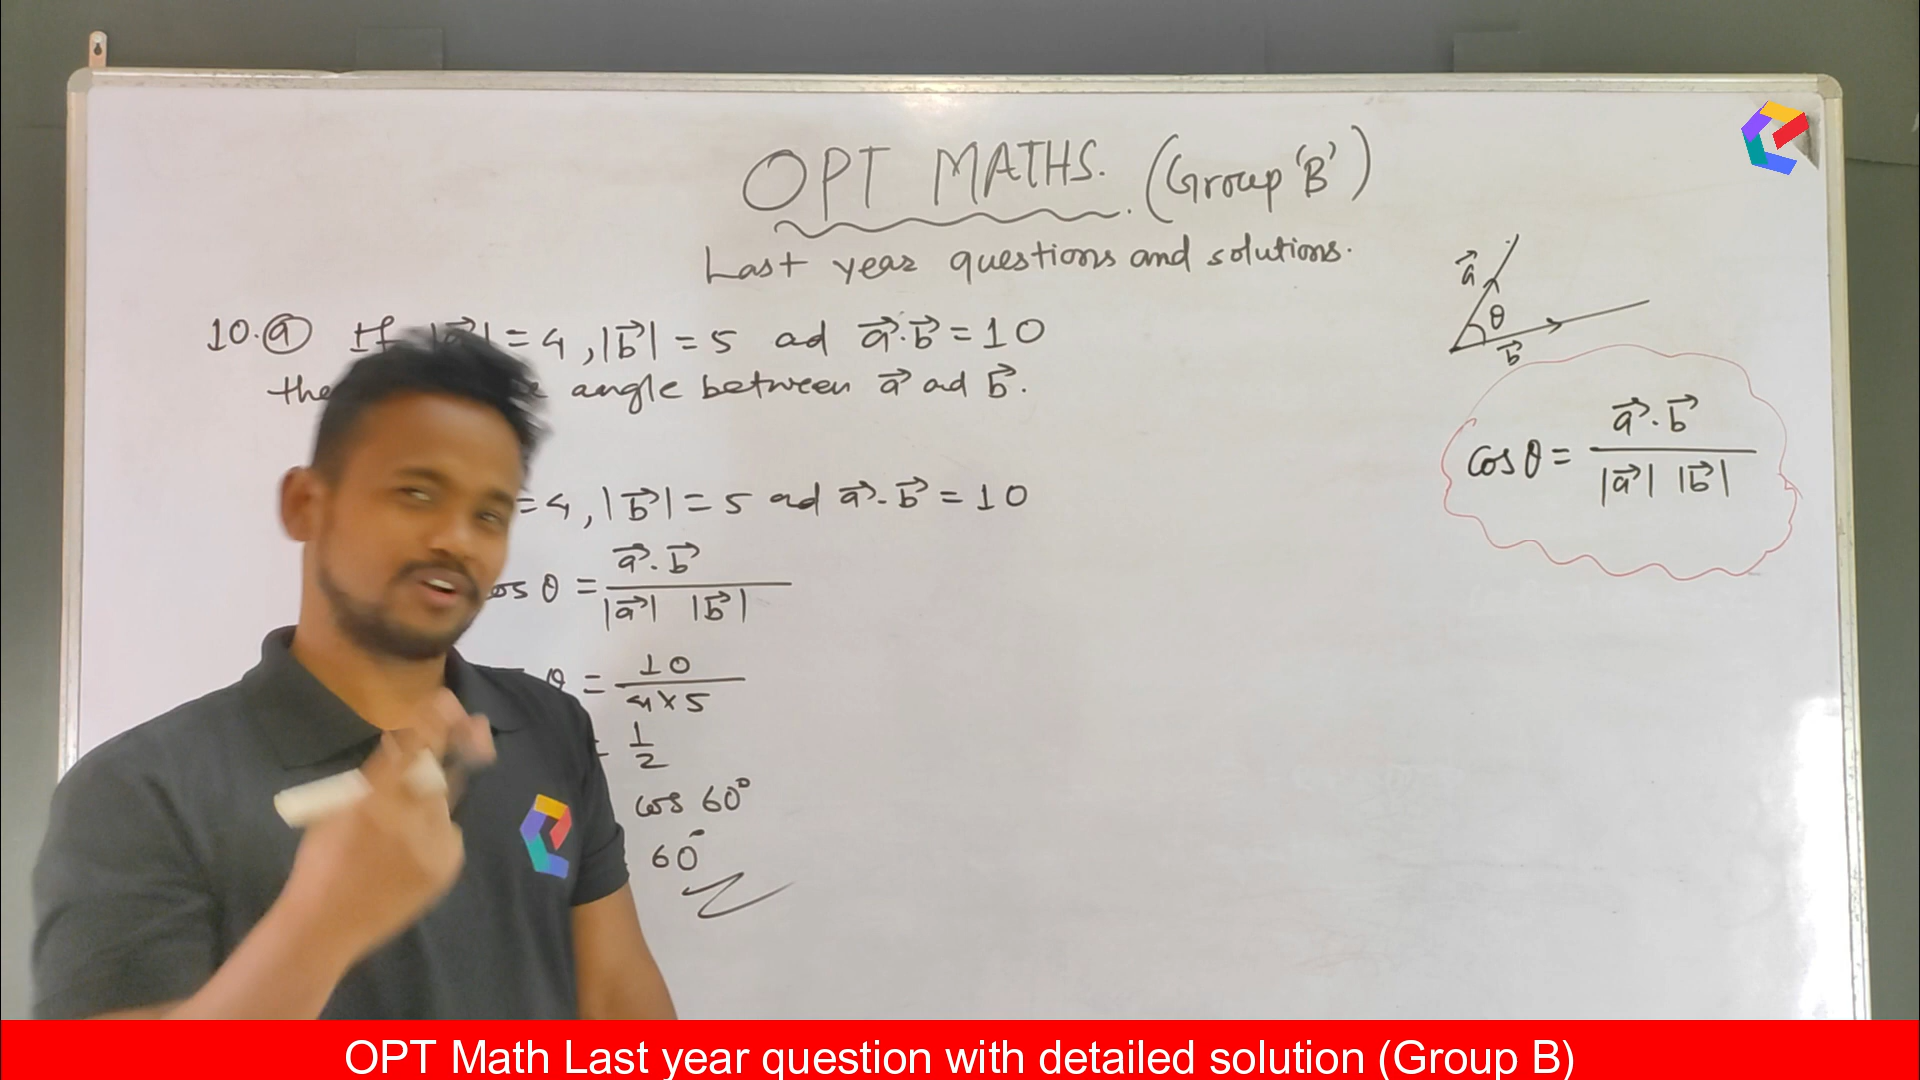 OPT MATHS. (Group 'B')
Last year questions and solutions.
10. (a) If |a⃗| = 4, |b⃗| = 5 ad a⃗.b⃗ = 10
the angle between a⃗ ad b⃗.
= 4, |b⃗| = 5 ad a⃗.b⃗ = 10
cos θ = a⃗.b⃗ / |a⃗| |b⃗|
θ = 10 / 4×5
= 1/2
cos 60°
60°
a⃗
θ
b⃗
cos θ = a⃗.b⃗ / |a⃗| |b⃗|
OPT Math Last year question with detailed solution (Group B)